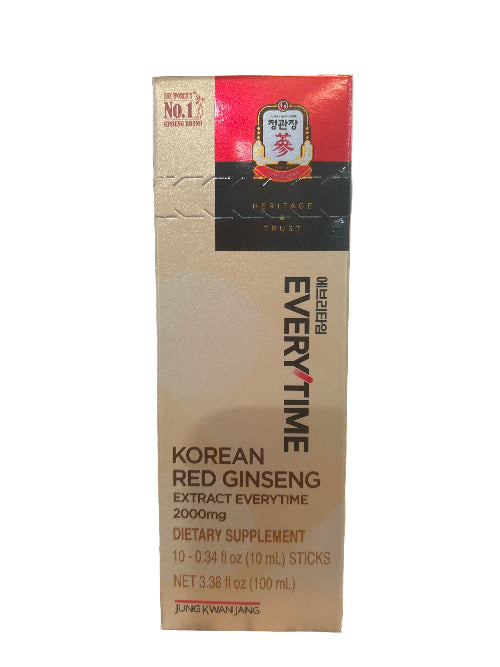 THE WORLD'S
No.1
GINSENG BRAND
정관장
蔘
HERITAGE
&
TRUST
에브리타임
EVERYTIME
KOREAN
RED GINSENG
EXTRACT EVERYTIME
2000mg
DIETARY SUPPLEMENT
10 - 0.34 fl oz (10 mL) STICKS
NET 3.38 fl oz (100 mL)
JUNG KWAN JANG